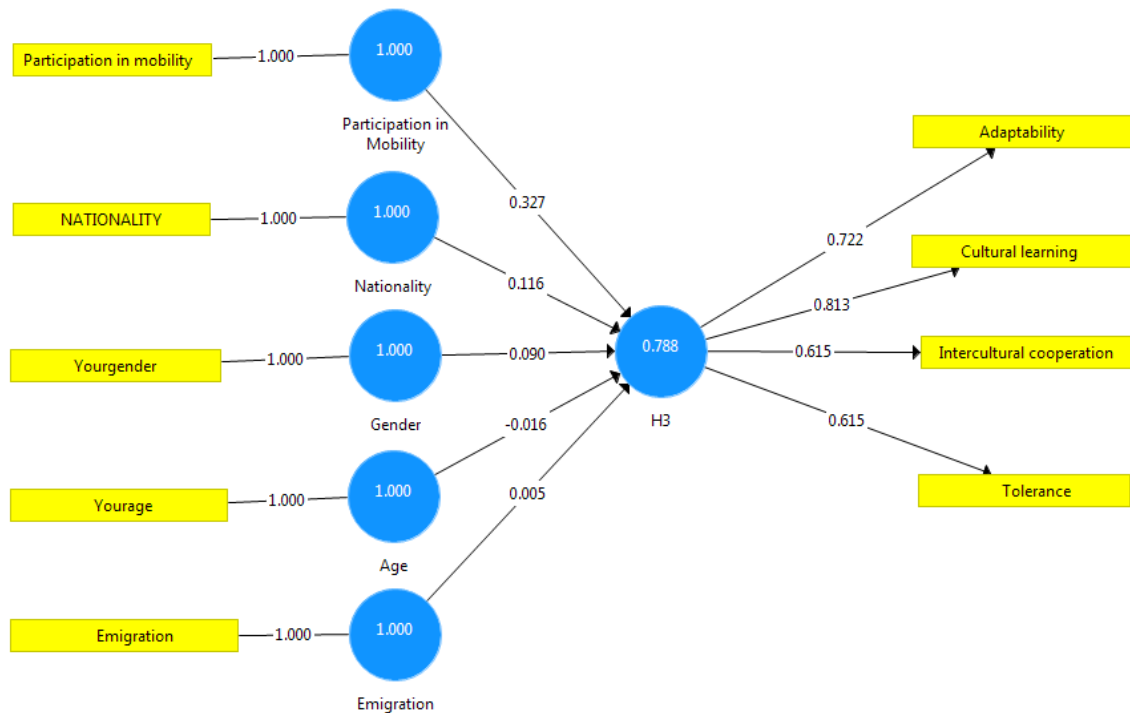 Participation in mobility
1.000
1.000
Participation in
Mobility
0.327
NATIONALITY
1.000
1.000
Nationality
0.116
Yourgender
1.000
1.000
Gender
0.090
Yourage
1.000
1.000
Age
-0.016
Emigration
1.000
1.000
Emigration
0.005
0.788
H3
0.722
Adaptability
0.813
Cultural learning
0.615
Intercultural cooperation
0.615
Tolerance